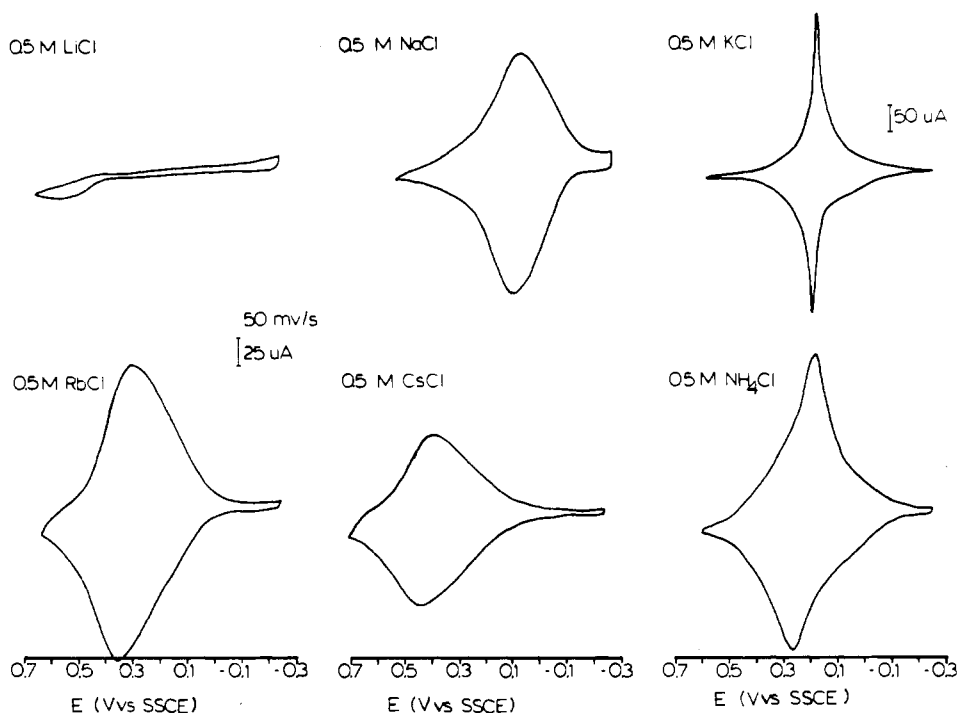 0.5 M LiCl
0.5 M NaCl
0.5 M KCl
50 uA
50 mv/s
25 uA
0.5 M RbCl
0.5 M CsCl
0.5 M NH4Cl
0.7 0.5 0.3 0.1 -0.1 -0.3
0.7 0.5 0.3 0.1 -0.1 -0.3
0.7 0.5 0.3 0.1 -0.1 -0.3
E (V vs SSCE)
E (V vs SSCE)
E (V vs SSCE)